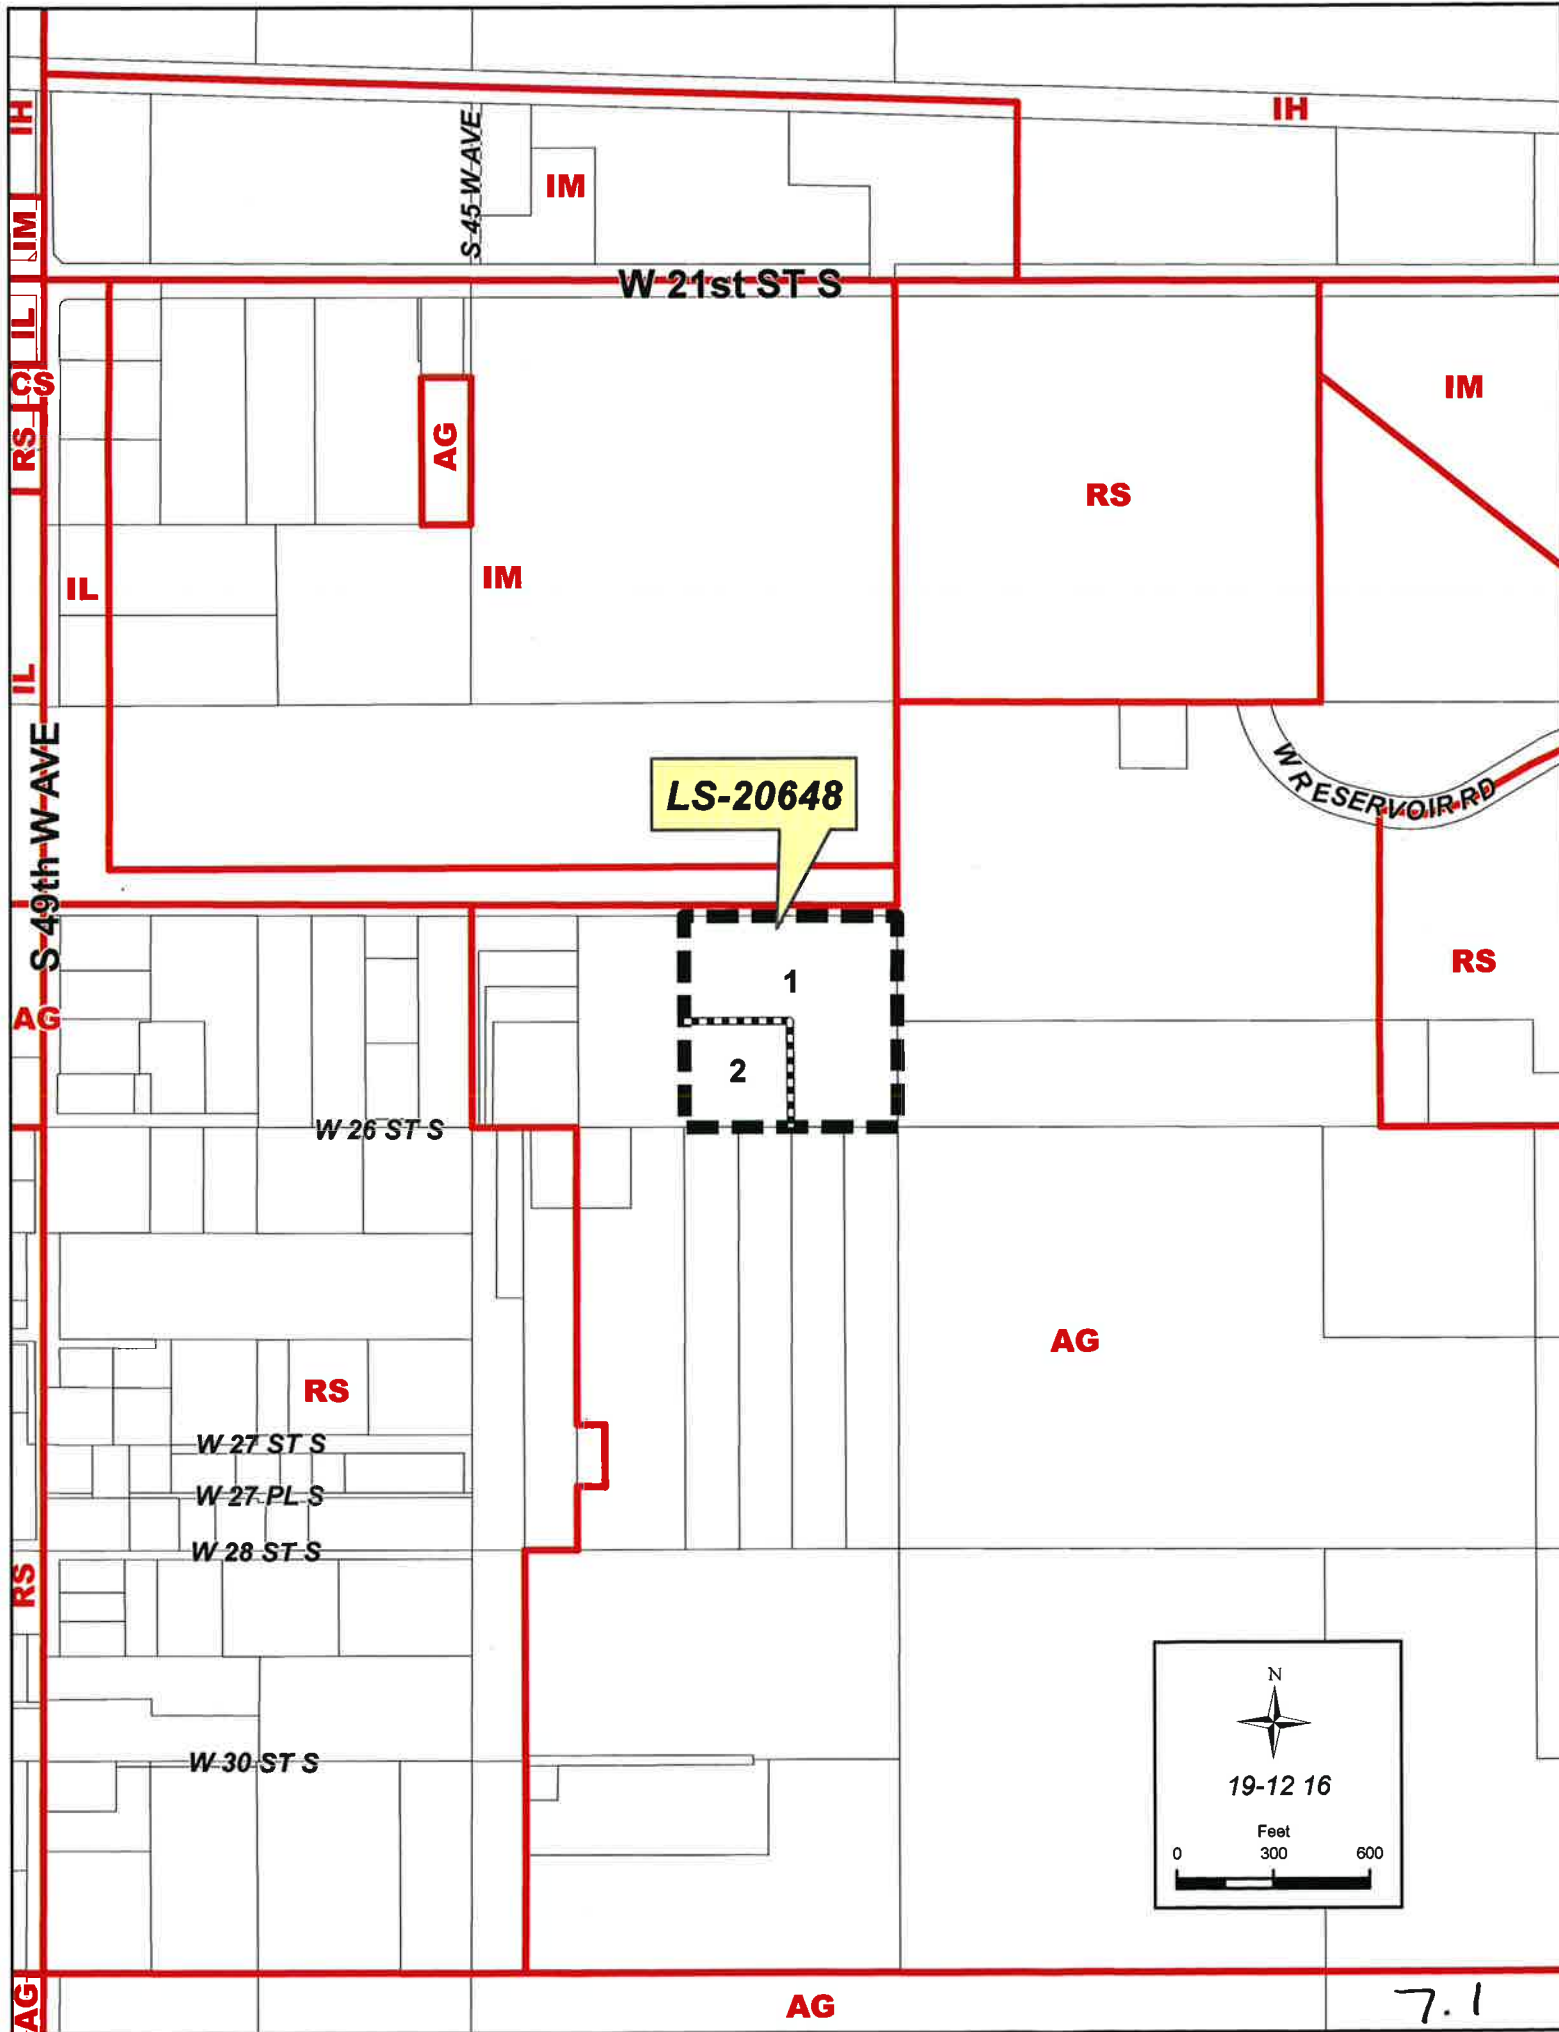 IH
IH
S 45 W AVE
IM
IM
W 21st ST S
IL
CS
IM
AG
RS
RS
IM
IL
IL
S 49th W AVE
W RESERVOIR RD
LS-20648
RS
1
AG
2
W 26 ST S
AG
RS
W 27 ST S
W 27 PL S
W 28 ST S
RS
N
W 30 ST S
19-12 16
Feet
0 300 600
AG
AG
7.1